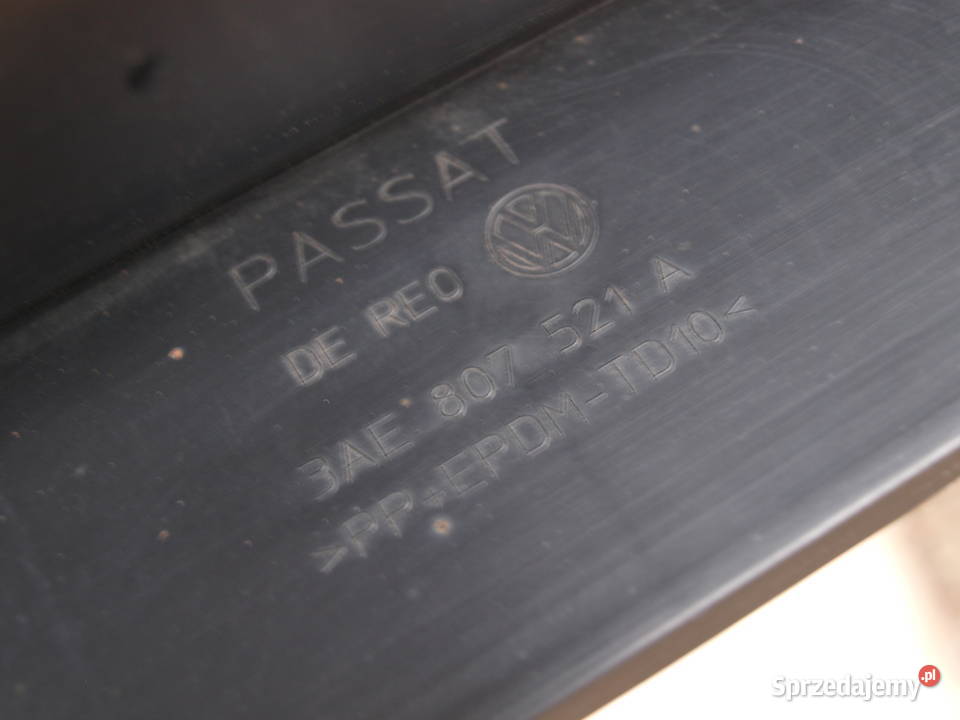 PASSAT
DE REO
3AE 807 521 A
>PP+EPDM-TD10<
Sprzedajemy.pl